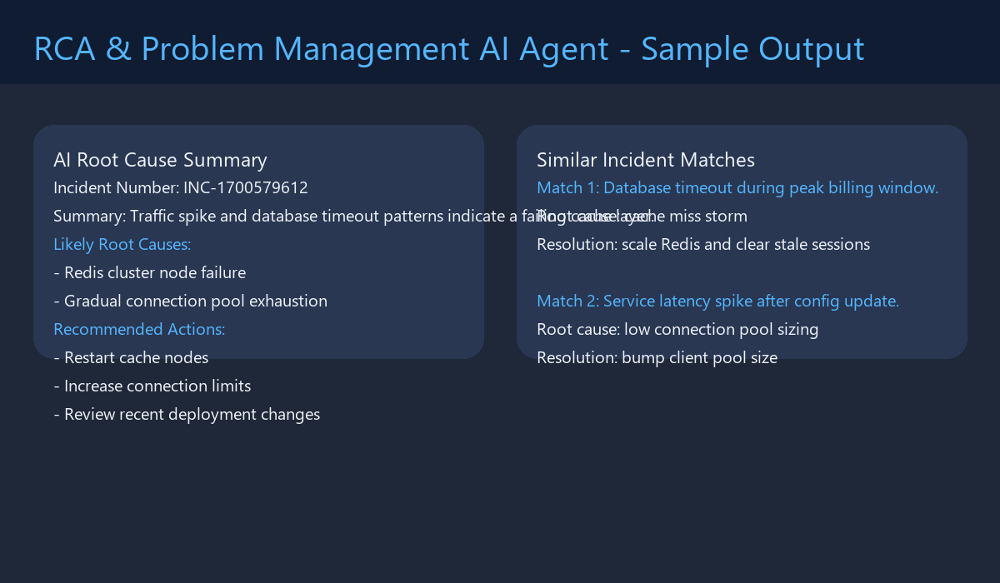 RCA & Problem Management AI Agent - Sample Output
AI Root Cause Summary
Incident Number: INC-1700579612
Summary: Traffic spike and database timeout patterns indicate a failing cache layer.
Likely Root Causes:
- Redis cluster node failure
- Gradual connection pool exhaustion
Recommended Actions:
- Restart cache nodes
- Increase connection limits
- Review recent deployment changes
Similar Incident Matches
Match 1: Database timeout during peak billing window.
Root cause: cache miss storm
Resolution: scale Redis and clear stale sessions
Match 2: Service latency spike after config update.
Root cause: low connection pool sizing
Resolution: bump client pool size